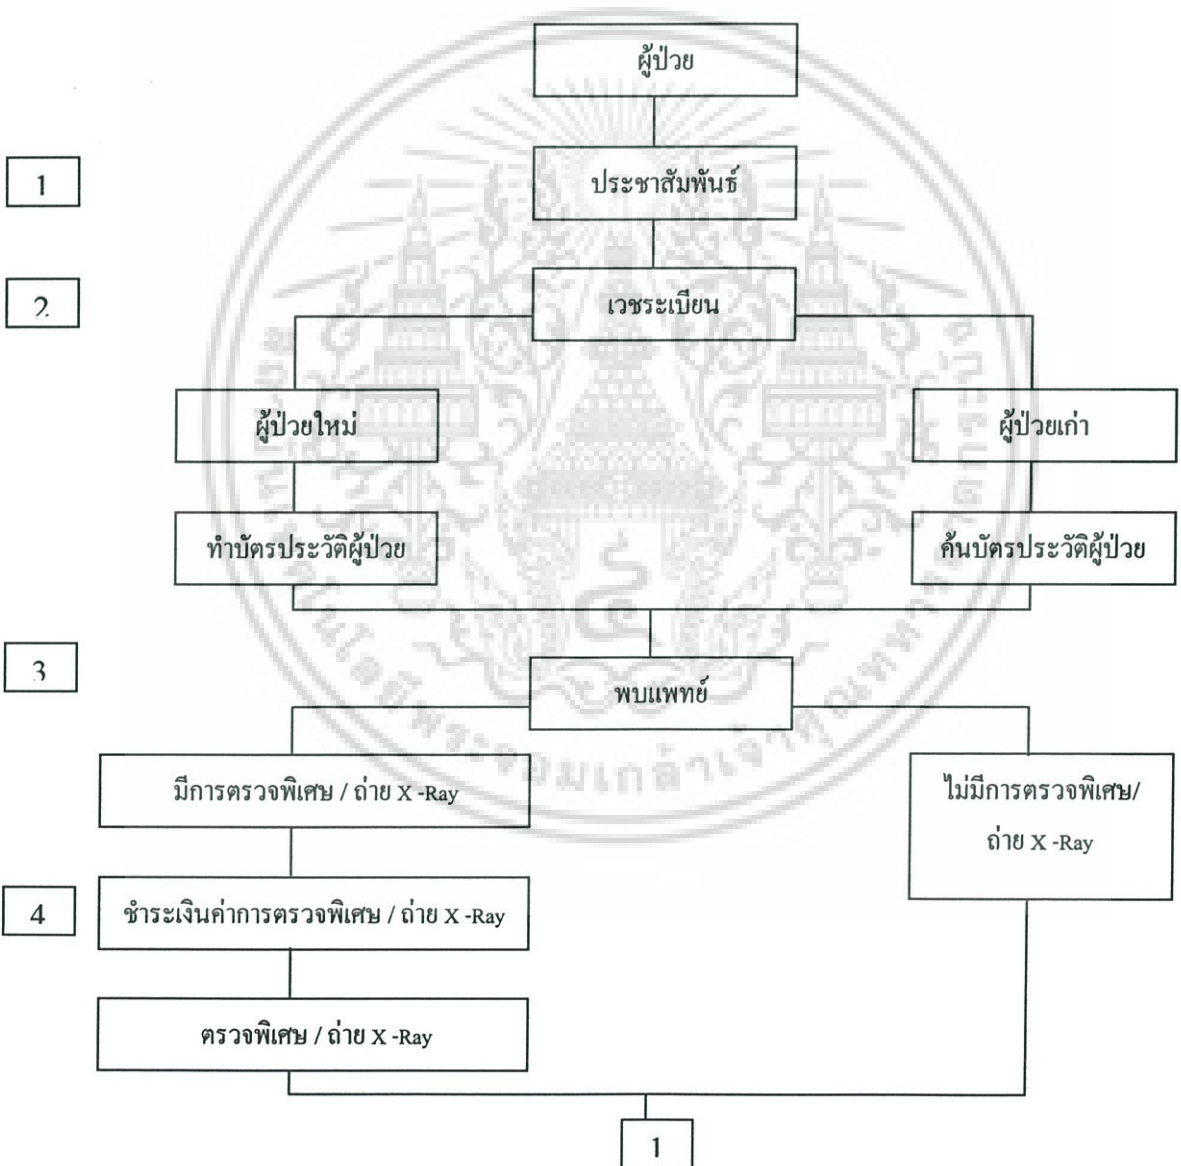 ผู้ป่วย
1
ประชาสัมพันธ์
2
เวชระเบียน
ผู้ป่วยใหม่
ผู้ป่วยเก่า
ทำบัตรประวัติผู้ป่วย
ค้นบัตรประวัติผู้ป่วย
3
พบแพทย์
มีการตรวจพิเศษ / ถ่าย X -Ray
ไม่มีการตรวจพิเศษ/
ถ่าย X -Ray
4
ชำระเงินค่าการตรวจพิเศษ / ถ่าย X -Ray
ตรวจพิเศษ / ถ่าย X -Ray
1